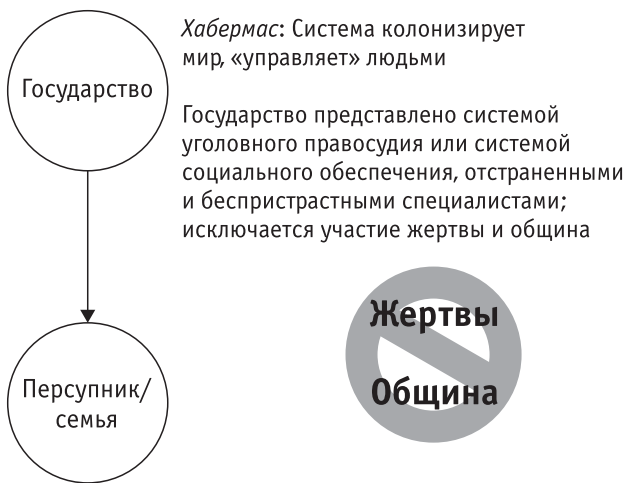 Хабермас: Система колонизирует
мир, «управляет» людьми
Государство
Государство представлено системой
уголовного правосудия или системой
социального обеспечения, отстраненными
и беспристрастными специалистами;
исключается участие жертвы и община
Жертвы
Община
Персупник/
семья